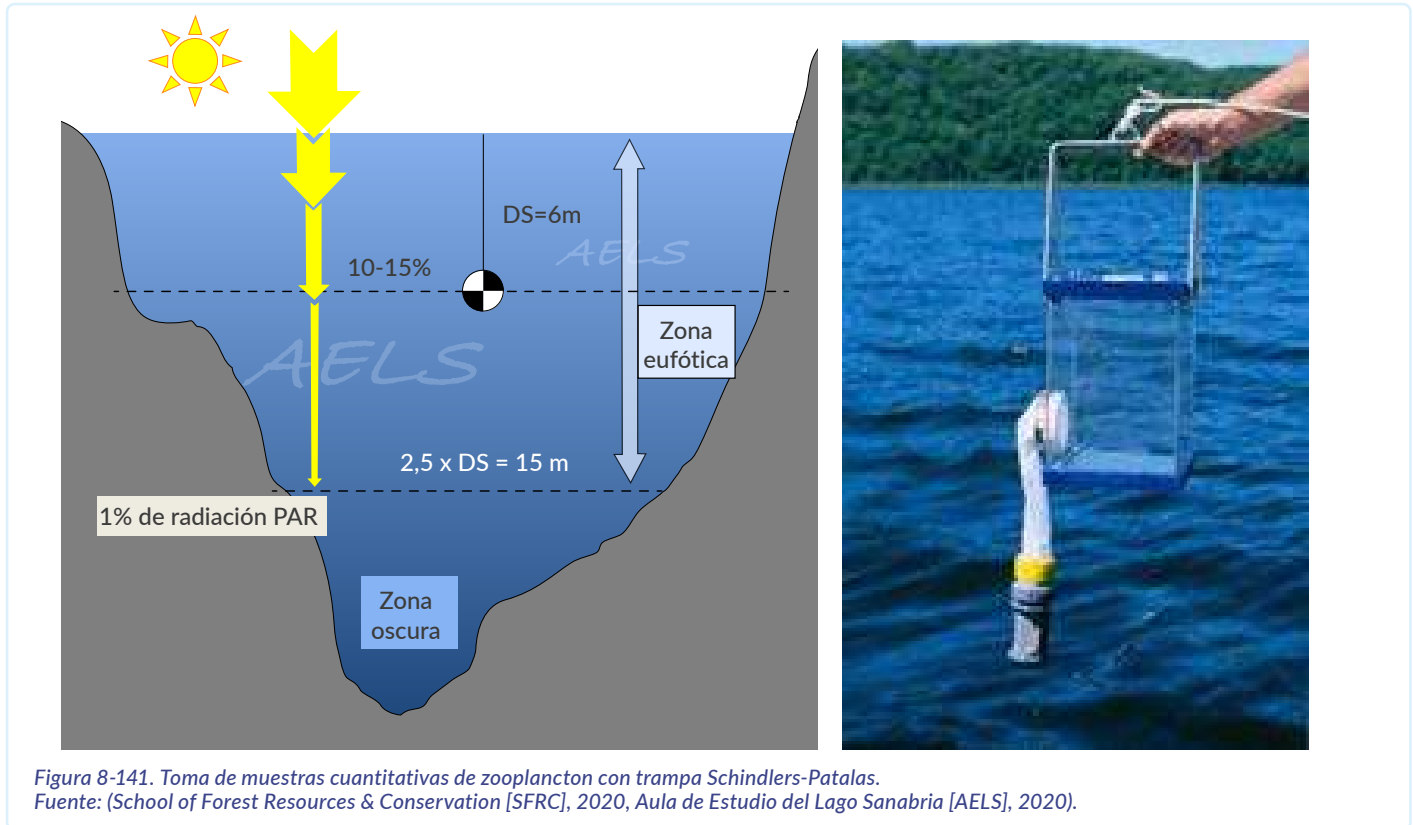 DS=6m
AELS
10-15%
Zona
eufótica
AELS
2,5 x DS = 15 m
1% de radiación PAR
Zona
oscura
Figura 8-141. Toma de muestras cuantitativas de zooplancton con trampa Schindlers-Patalas.
Fuente: (School of Forest Resources & Conservation [SFRC], 2020, Aula de Estudio del Lago Sanabria [AELS], 2020).